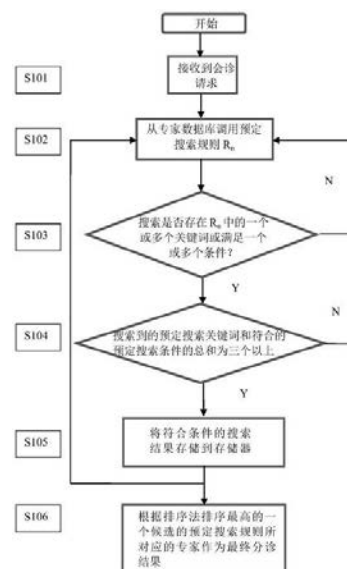 开始
S101
接收到会诊
请求
S102
从专家数据库调用预定
搜索规则 Rn
N
S103
搜索是否存在 Rn 中的一个
或多个关键词或满足一个
或多个条件？
Y
S104
搜索到的预定搜索关键词和符合的
预定搜索条件的总和为三个以上
N
Y
S105
将符合条件的搜索
结果存储到存储器
S106
根据排序法排序最高的一
个候选的预定搜索规则所
对应的专家作为最终分诊
结果